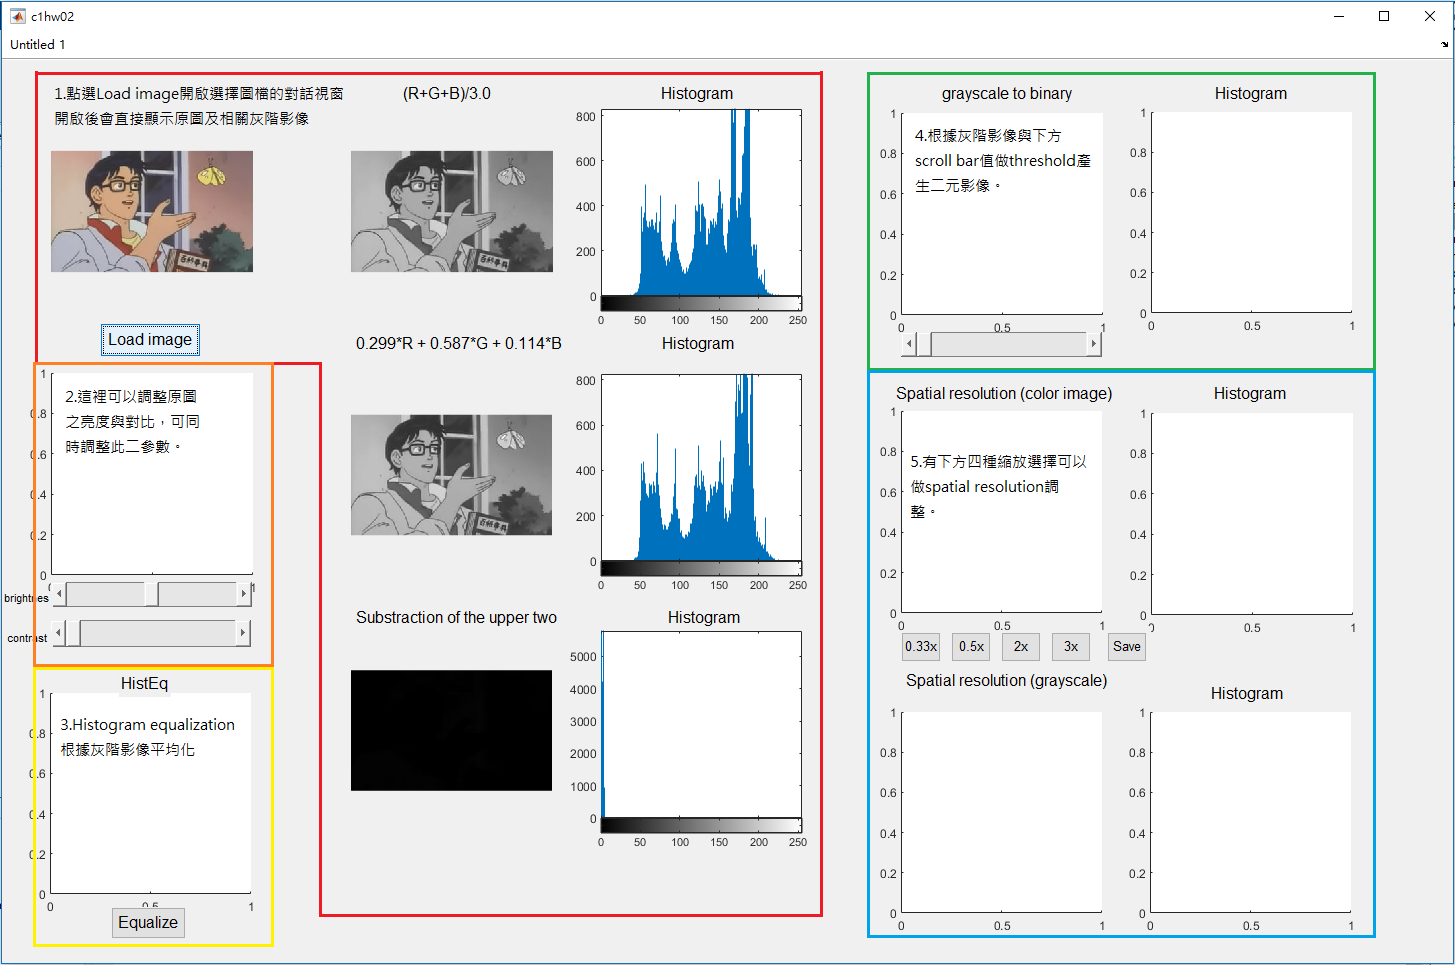 c1hw02
Untitled 1
1.點選Load image開啟選擇圖檔的對話視窗
開啟後會直接顯示原圖及相關灰階影像
Load image
(R+G+B)/3.0
Histogram
800
600
400
200
0
0 50 100 150 200 250
0.299*R + 0.587*G + 0.114*B
Histogram
800
600
400
200
0
0 50 100 150 200 250
Substraction of the upper two
Histogram
5000
4000
3000
2000
1000
0
0 50 100 150 200 250
1
2.這裡可以調整原圖
之亮度與對比，可同
時調整此二參數。
0.8
0.6
0.4
0.2
0
brightnes
contrast
HistEq
1
3.Histogram equalization
根據灰階影像平均化
0.8
0.6
0.4
0.2
0
0 0.5 1
Equalize
grayscale to binary
1
4.根據灰階影像與下方
scroll bar值做threshold產
生二元影像。
0.8
0.6
0.4
0.2
0
0 0.5 1
Histogram
1
0.8
0.6
0.4
0.2
0
0 0.5 1
Spatial resolution (color image)
1
5.有下方四種縮放選擇可以
做spatial resolution調
整。
0.8
0.6
0.4
0.2
0
0 0.5 1
Histogram
1
0.8
0.6
0.4
0.2
0
0 0.5 1
0.33x 0.5x 2x 3x Save
Spatial resolution (grayscale)
1
0.8
0.6
0.4
0.2
0
0 0.5 1
Histogram
1
0.8
0.6
0.4
0.2
0
0 0.5 1